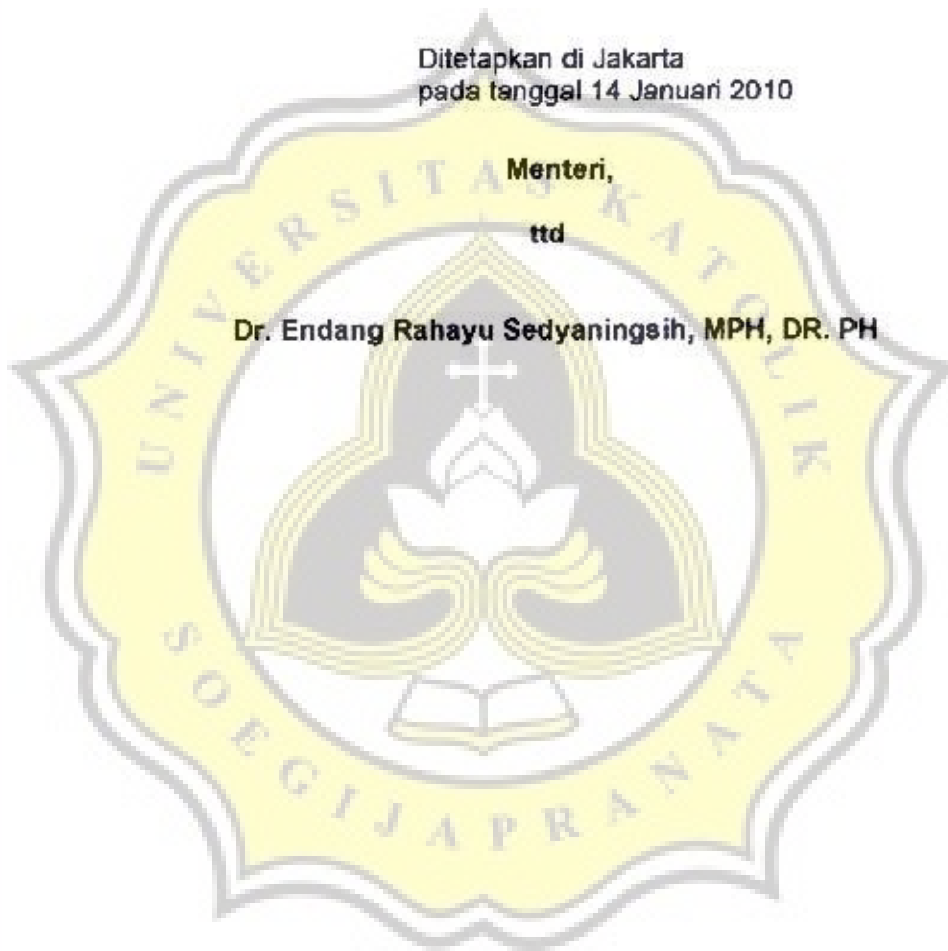 Ditetapkan di Jakarta
pada tanggal 14 Januari 2010
Menteri,
ttd
Dr. Endang Rahayu Sedyaningsih, MPH, DR. PH
UNIVERSITAS KATOLIK
SOEGIJAPRANATA